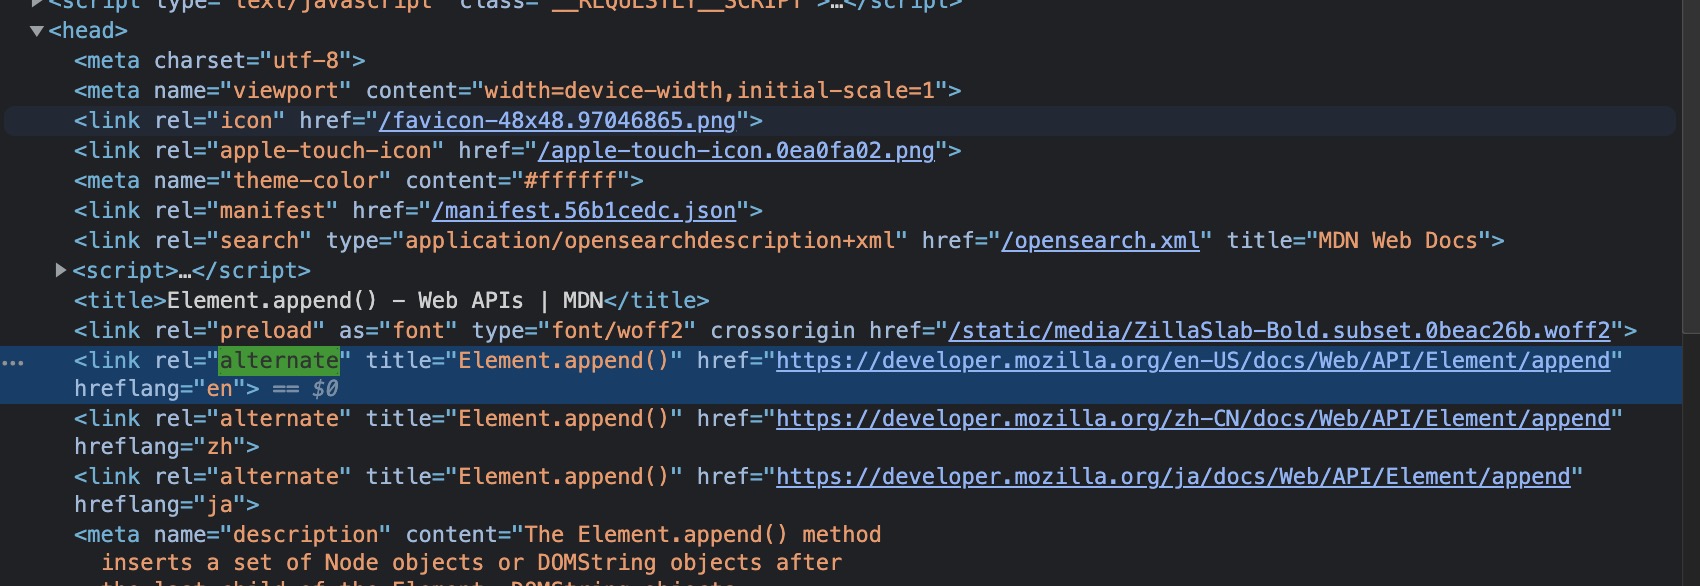 <script type="text/javascript" class="__REQUESTLY__SCRIPT">…</script>
<head>
<meta charset="utf-8">
<meta name="viewport" content="width=device-width,initial-scale=1">
<link rel="icon" href="/favicon-48x48.97046865.png">
<link rel="apple-touch-icon" href="/apple-touch-icon.0ea0fa02.png">
<meta name="theme-color" content="#ffffff">
<link rel="manifest" href="/manifest.56b1cedc.json">
<link rel="search" type="application/opensearchdescription+xml" href="/opensearch.xml" title="MDN Web Docs">
<script>…</script>
<title>Element.append() - Web APIs | MDN</title>
<link rel="preload" as="font" type="font/woff2" crossorigin href="/static/media/ZillaSlab-Bold.subset.0beac26b.woff2">
<link rel="alternate" title="Element.append()" href="https://developer.mozilla.org/en-US/docs/Web/API/Element/append"
hreflang="en"> == $0
<link rel="alternate" title="Element.append()" href="https://developer.mozilla.org/zh-CN/docs/Web/API/Element/append"
hreflang="zh">
<link rel="alternate" title="Element.append()" href="https://developer.mozilla.org/ja/docs/Web/API/Element/append"
hreflang="ja">
<meta name="description" content="The Element.append() method
inserts a set of Node objects or DOMString objects after
the last child of the Element. DOMString objects